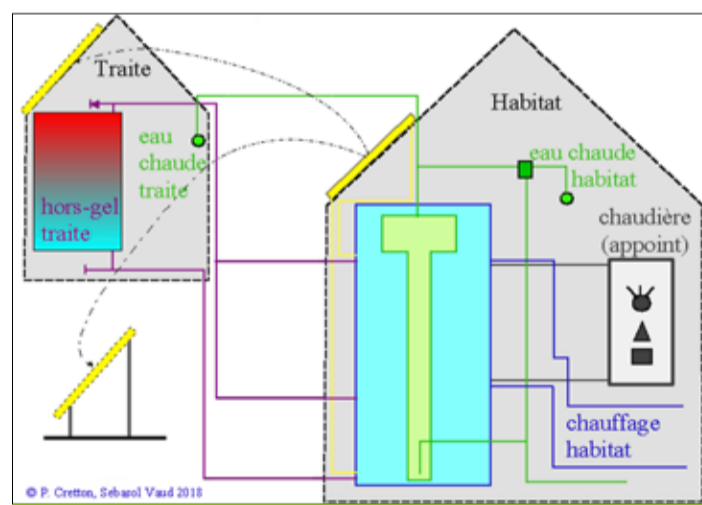 Traite
Habitat
eau
chaude
traite
eau chaude
habitat
hors-gel
traite
chaudière
(appoint)
chauffage
habitat
© P. Cretton, Sebasol Vaud 2018